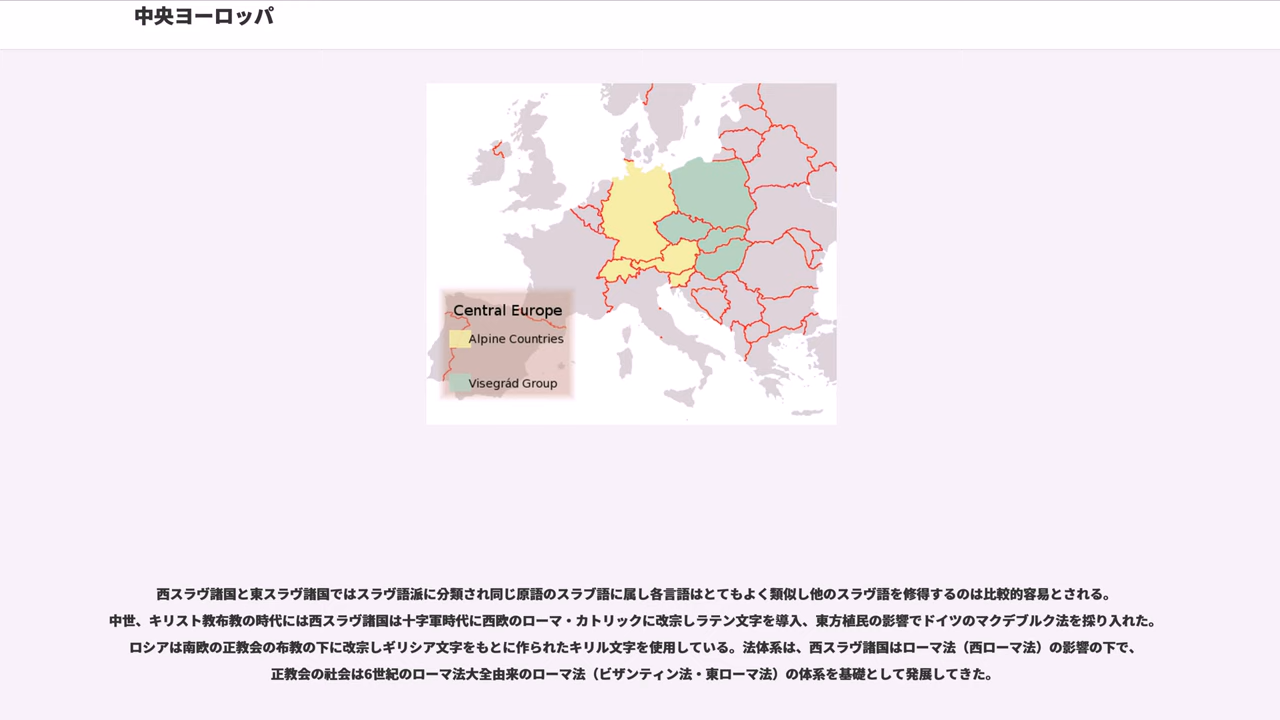 中央ヨーロッパ
Central Europe
Alpine Countries
Visegrád Group
西スラヴ諸国と東スラヴ諸国ではスラヴ語派に分類され同じ原語のスラブ語に属し各言語はとてもよく類似し他のスラヴ語を修得するのは比較的容易とされる。
中世、キリスト教布教の時代には西スラヴ諸国は十字軍時代に西欧のローマ・カトリックに改宗しラテン文字を導入、東方植民の影響でドイツのマクデブルク法を採り入れた。
ロシアは南欧の正教会の布教の下に改宗しギリシア文字をもとに作られたキリル文字を使用している。法体系は、西スラヴ諸国はローマ法（西ローマ法）の影響の下で、
正教会の社会は6世紀のローマ法大全由来のローマ法（ビザンティン法・東ローマ法）の体系を基礎として発展してきた。